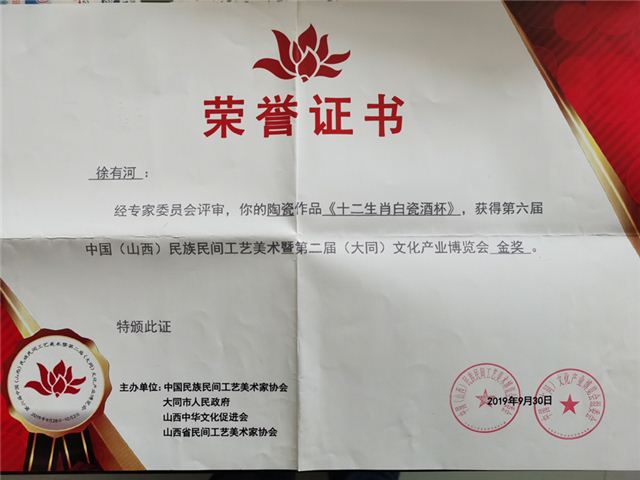 荣誉证书
徐有河：
经专家委员会评审，你的陶瓷作品《十二生肖白瓷酒杯》，获得第六届
中国（山西）民族民间工艺美术暨第二届（大同）文化产业博览会 金奖 。
特颁此证
主办单位：中国民族民间工艺美术家协会
大同市人民政府
山西中华文化促进会
山西省民间工艺美术家协会
2019年9月30日